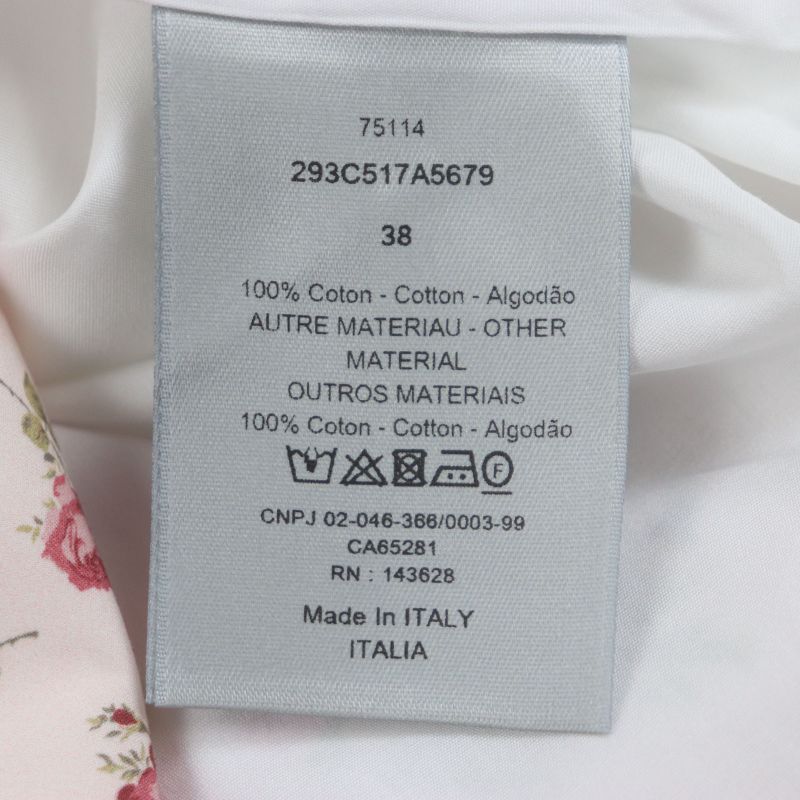 75114
293C517A5679
38
100% Coton - Cotton - Algodão
AUTRE MATERIAU - OTHER
MATERIAL
OUTROS MATERIAIS
100% Coton - Cotton - Algodão
F
CNPJ 02-046-366/0003-99
CA65281
RN : 143628
Made In ITALY
ITALIA